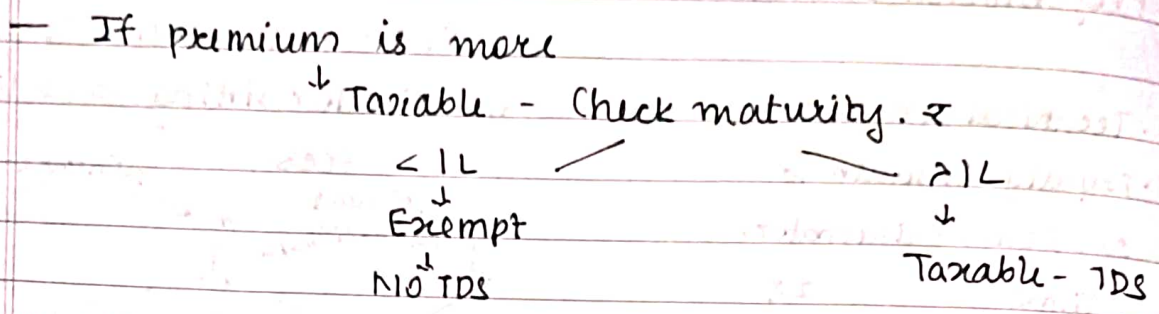 — If premium is more
↓ Taxable - Check maturity. ₹
< 1L ≥1L
↓ ↓
Exempt
Taxable - TDS
↓
NO TDS